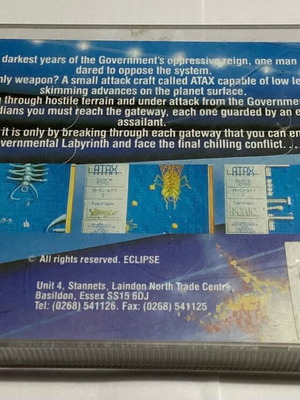 darkest years of the Government's oppressive reign, one man
dared to oppose the system.
nly weapon? A small attack craft called ATAX capable of low le
skimming advances on the planet surface.
g through hostile terrain and under attack from the Governm
dians you must reach the gateway, each one guarded by an e
assailant.
it is only by breaking through each gateway that you can en
vernmental Labyrinth and face the final chilling conflict. . .
ATAX
ATAX
ATAX
© All rights reserved. ECLIPSE
Unit 4, Stannets, Laindon North Trade Centre,
Basildon, Essex SS15 6DJ
Tel: (0268) 541126. Fax: (0268) 541125